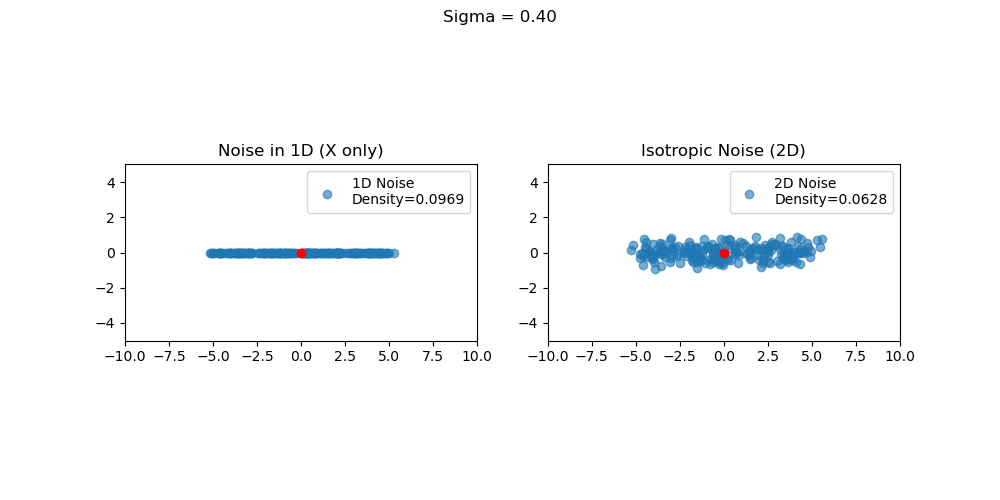 Sigma = 0.40
Noise in 1D (X only)
1D Noise
Density=0.0969
4
2
0
−2
−4
−10.0 −7.5 −5.0 −2.5 0.0 2.5 5.0 7.5 10.0
Isotropic Noise (2D)
2D Noise
Density=0.0628
4
2
0
−2
−4
−10.0 −7.5 −5.0 −2.5 0.0 2.5 5.0 7.5 10.0